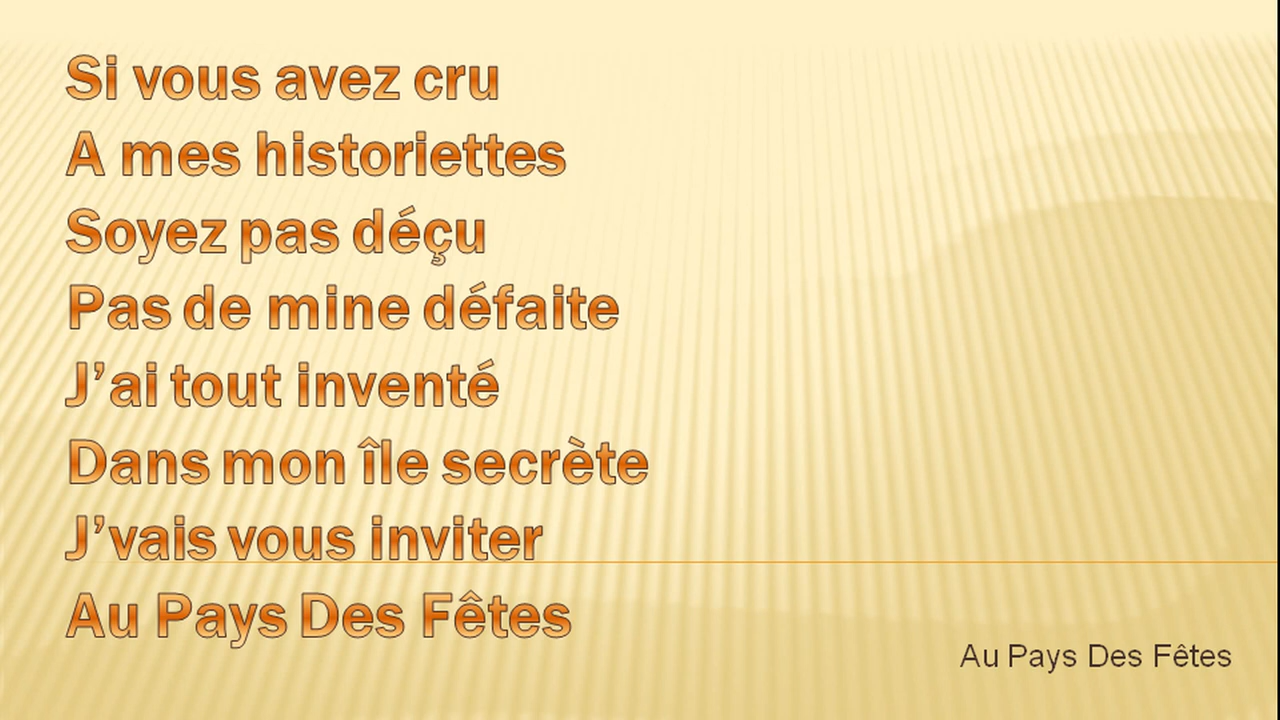 Si vous avez cru
A mes historiettes
Soyez pas déçu
Pas de mine défaite
J’ai tout inventé
Dans mon île secrète
J’vais vous inviter
Au Pays Des Fêtes
Au Pays Des Fêtes